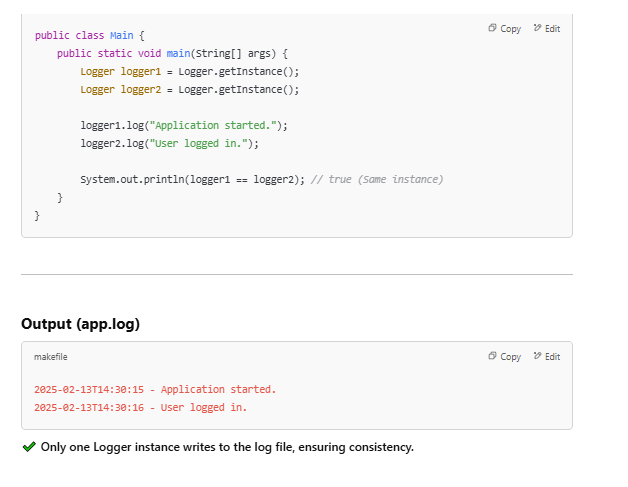 Copy Edit
public class Main {
public static void main(String[] args) {
Logger logger1 = Logger.getInstance();
Logger logger2 = Logger.getInstance();
logger1.log("Application started.");
logger2.log("User logged in.");
System.out.println(logger1 == logger2); // true (Same instance)
}
}
Output (app.log)
makefile Copy Edit
2025-02-13T14:30:15 - Application started.
2025-02-13T14:30:16 - User logged in.
✔ Only one Logger instance writes to the log file, ensuring consistency.